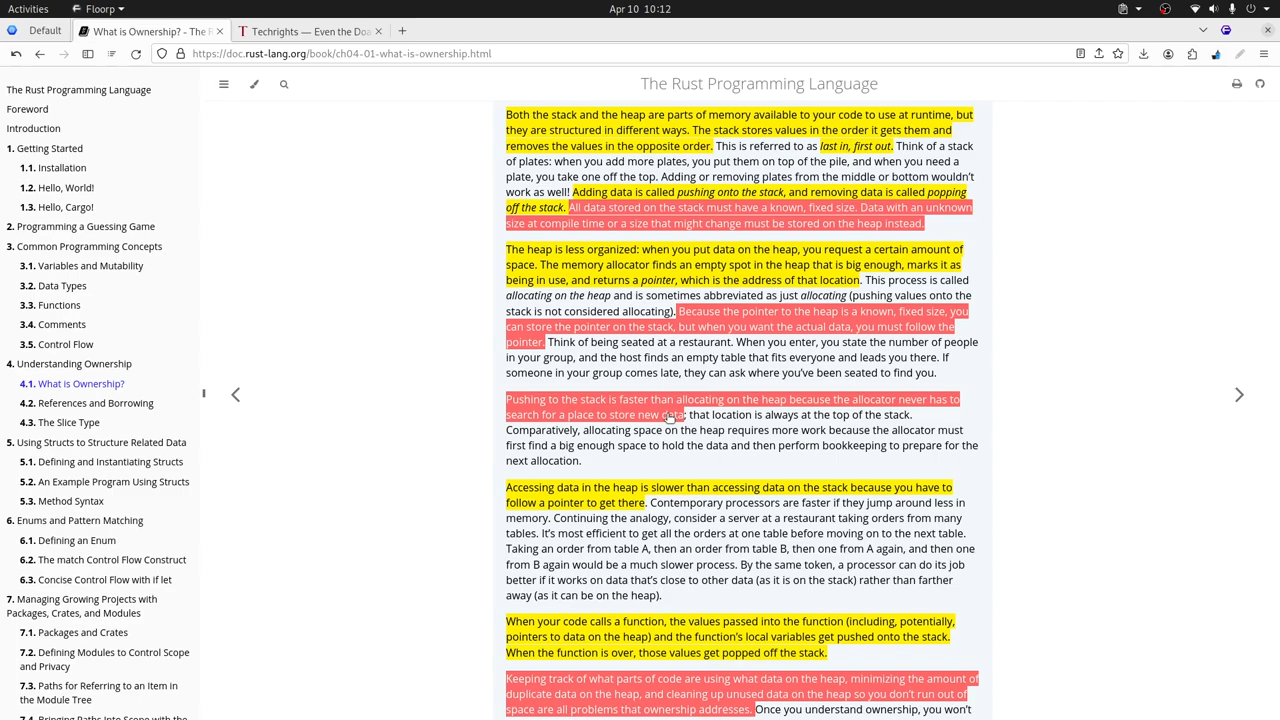 Activities
Floorp
Apr 10 10:12
Default
What is Ownership? - The R
Techrights — Even the Doa
https://doc.rust-lang.org/book/ch04-01-what-is-ownership.html
The Rust Programming Language
The Rust Programming Language
Foreword
Introduction
1. Getting Started
1.1. Installation
1.2. Hello, World!
1.3. Hello, Cargo!
2. Programming a Guessing Game
3. Common Programming Concepts
3.1. Variables and Mutability
3.2. Data Types
3.3. Functions
3.4. Comments
3.5. Control Flow
4. Understanding Ownership
4.1. What is Ownership?
4.2. References and Borrowing
4.3. The Slice Type
5. Using Structs to Structure Related Data
5.1. Defining and Instantiating Structs
5.2. An Example Program Using Structs
5.3. Method Syntax
6. Enums and Pattern Matching
6.1. Defining an Enum
6.2. The match Control Flow Construct
6.3. Concise Control Flow with if let
7. Managing Growing Projects with
Packages, Crates, and Modules
7.1. Packages and Crates
7.2. Defining Modules to Control Scope
and Privacy
7.3. Paths for Referring to an Item in
the Module Tree
7.4. Bringing Paths Into Scope with the
Both the stack and the heap are parts of memory available to your code to use at runtime, but
they are structured in different ways. The stack stores values in the order it gets them and
removes the values in the opposite order. This is referred to as last in, first out. Think of a stack
of plates: when you add more plates, you put them on top of the pile, and when you need a
plate, you take one off the top. Adding or removing plates from the middle or bottom wouldn’t
work as well! Adding data is called pushing onto the stack, and removing data is called popping
off the stack. All data stored on the stack must have a known, fixed size. Data with an unknown
size at compile time or a size that might change must be stored on the heap instead.
The heap is less organized: when you put data on the heap, you request a certain amount of
space. The memory allocator finds an empty spot in the heap that is big enough, marks it as
being in use, and returns a pointer, which is the address of that location. This process is called
allocating on the heap and is sometimes abbreviated as just allocating (pushing values onto the
stack is not considered allocating). Because the pointer to the heap is a known, fixed size, you
can store the pointer on the stack, but when you want the actual data, you must follow the
pointer. Think of being seated at a restaurant. When you enter, you state the number of people
in your group, and the host finds an empty table that fits everyone and leads you there. If
someone in your group comes late, they can ask where you’ve been seated to find you.
Pushing to the stack is faster than allocating on the heap because the allocator never has to
search for a place to store new data; that location is always at the top of the stack.
Comparatively, allocating space on the heap requires more work because the allocator must
first find a big enough space to hold the data and then perform bookkeeping to prepare for the
next allocation.
Accessing data in the heap is slower than accessing data on the stack because you have to
follow a pointer to get there. Contemporary processors are faster if they jump around less in
memory. Continuing the analogy, consider a server at a restaurant taking orders from many
tables. It’s most efficient to get all the orders at one table before moving on to the next table.
Taking an order from table A, then an order from table B, then one from A again, and then one
from B again would be a much slower process. By the same token, a processor can do its job
better if it works on data that’s close to other data (as it is on the stack) rather than farther
away (as it can be on the heap).
When your code calls a function, the values passed into the function (including, potentially,
pointers to data on the heap) and the function’s local variables get pushed onto the stack.
When the function is over, those values get popped off the stack.
Keeping track of what parts of code are using what data on the heap, minimizing the amount of
duplicate data on the heap, and cleaning up unused data on the heap so you don’t run out of
space are all problems that ownership addresses. Once you understand ownership, you won’t